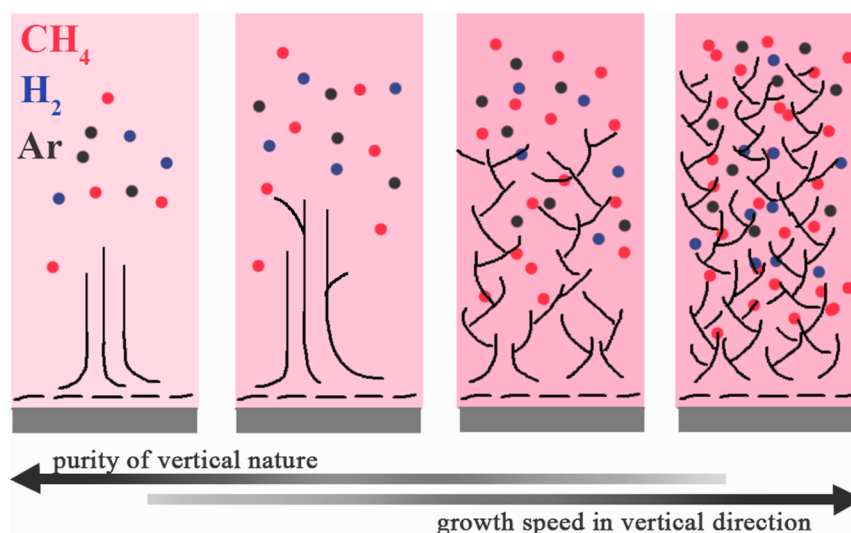 CH₄
H₂
Ar
purity of vertical nature
growth speed in vertical direction